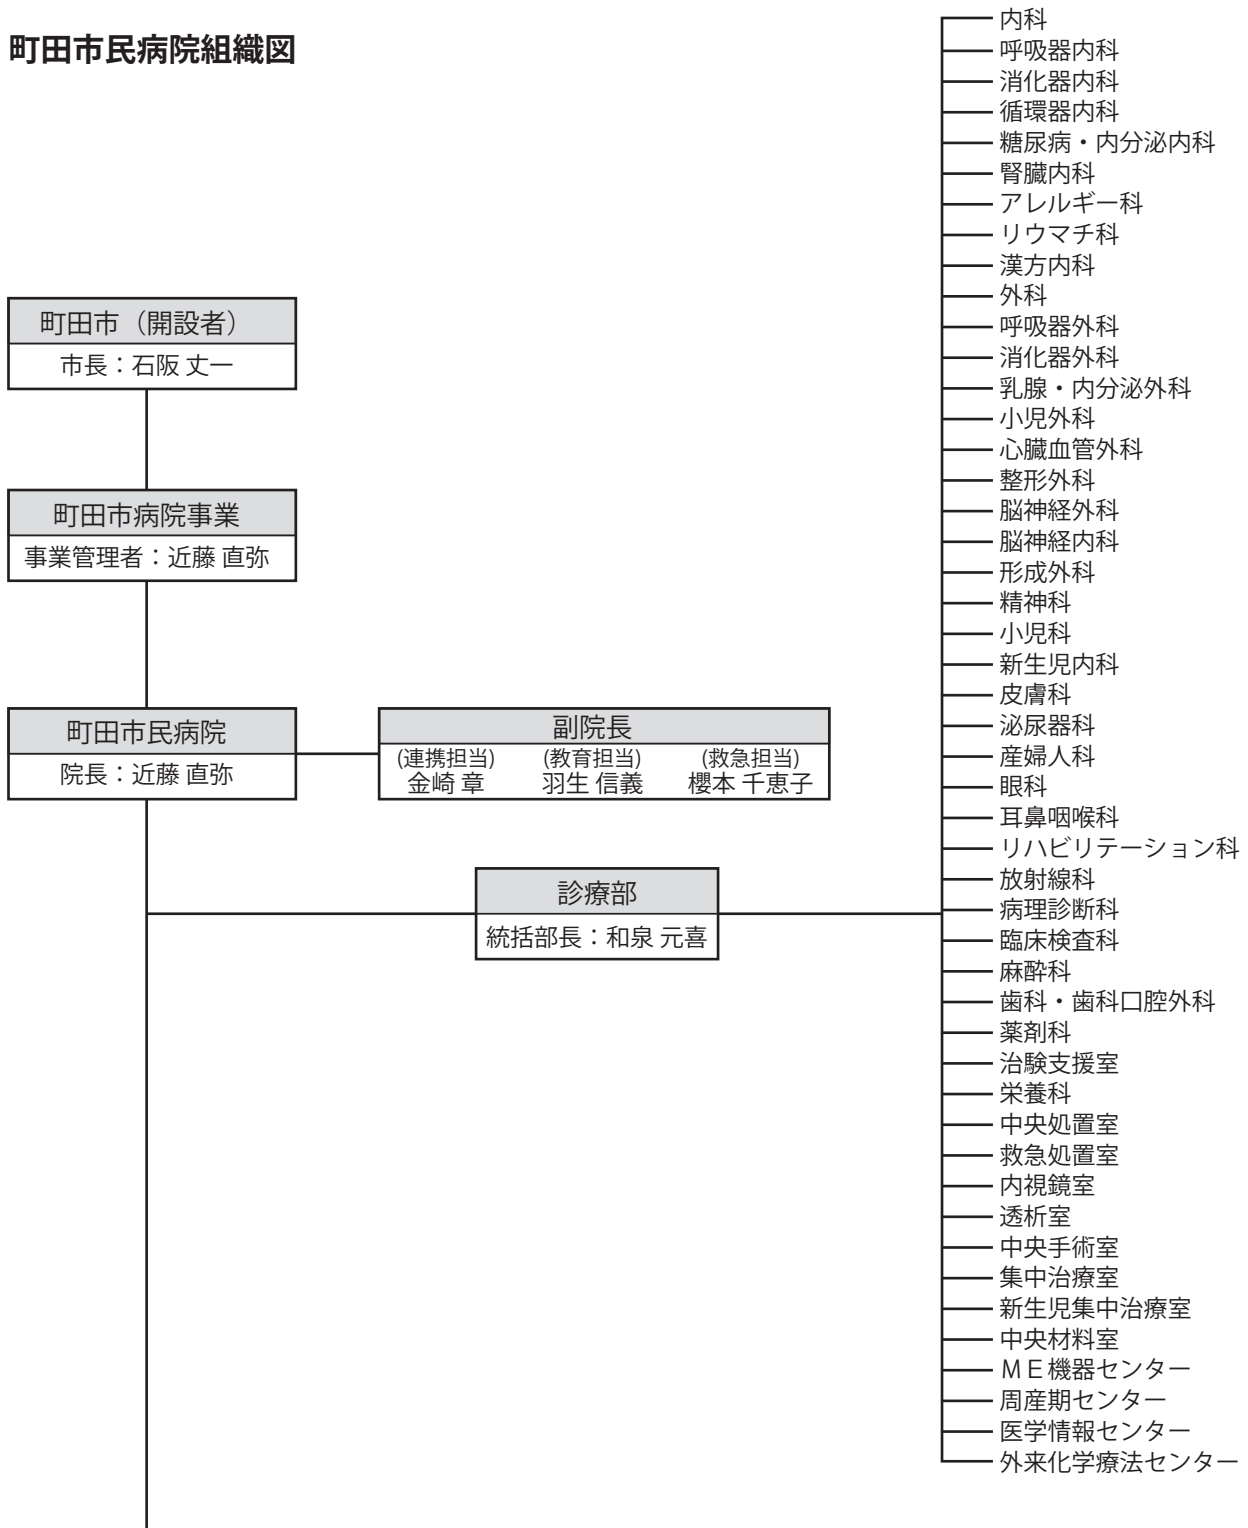 町田市民病院組織図
町田市（開設者）
市長：石阪 丈一
町田市病院事業
事業管理者：近藤 直弥
町田市民病院
院長：近藤 直弥
副院長
(連携担当) (教育担当) (救急担当)
金崎 章 羽生 信義 櫻本 千恵子
診療部
統括部長：和泉 元喜
内科
呼吸器内科
消化器内科
循環器内科
糖尿病・内分泌内科
腎臓内科
アレルギー科
リウマチ科
漢方内科
外科
呼吸器外科
消化器外科
乳腺・内分泌外科
小児外科
心臓血管外科
整形外科
脳神経外科
脳神経内科
形成外科
精神科
小児科
新生児内科
皮膚科
泌尿器科
産婦人科
眼科
耳鼻咽喉科
リハビリテーション科
放射線科
病理診断科
臨床検査科
麻酔科
歯科・歯科口腔外科
薬剤科
治験支援室
栄養科
中央処置室
救急処置室
内視鏡室
透析室
中央手術室
集中治療室
新生児集中治療室
中央材料室
ＭＥ機器センター
周産期センター
医学情報センター
外来化学療法センター